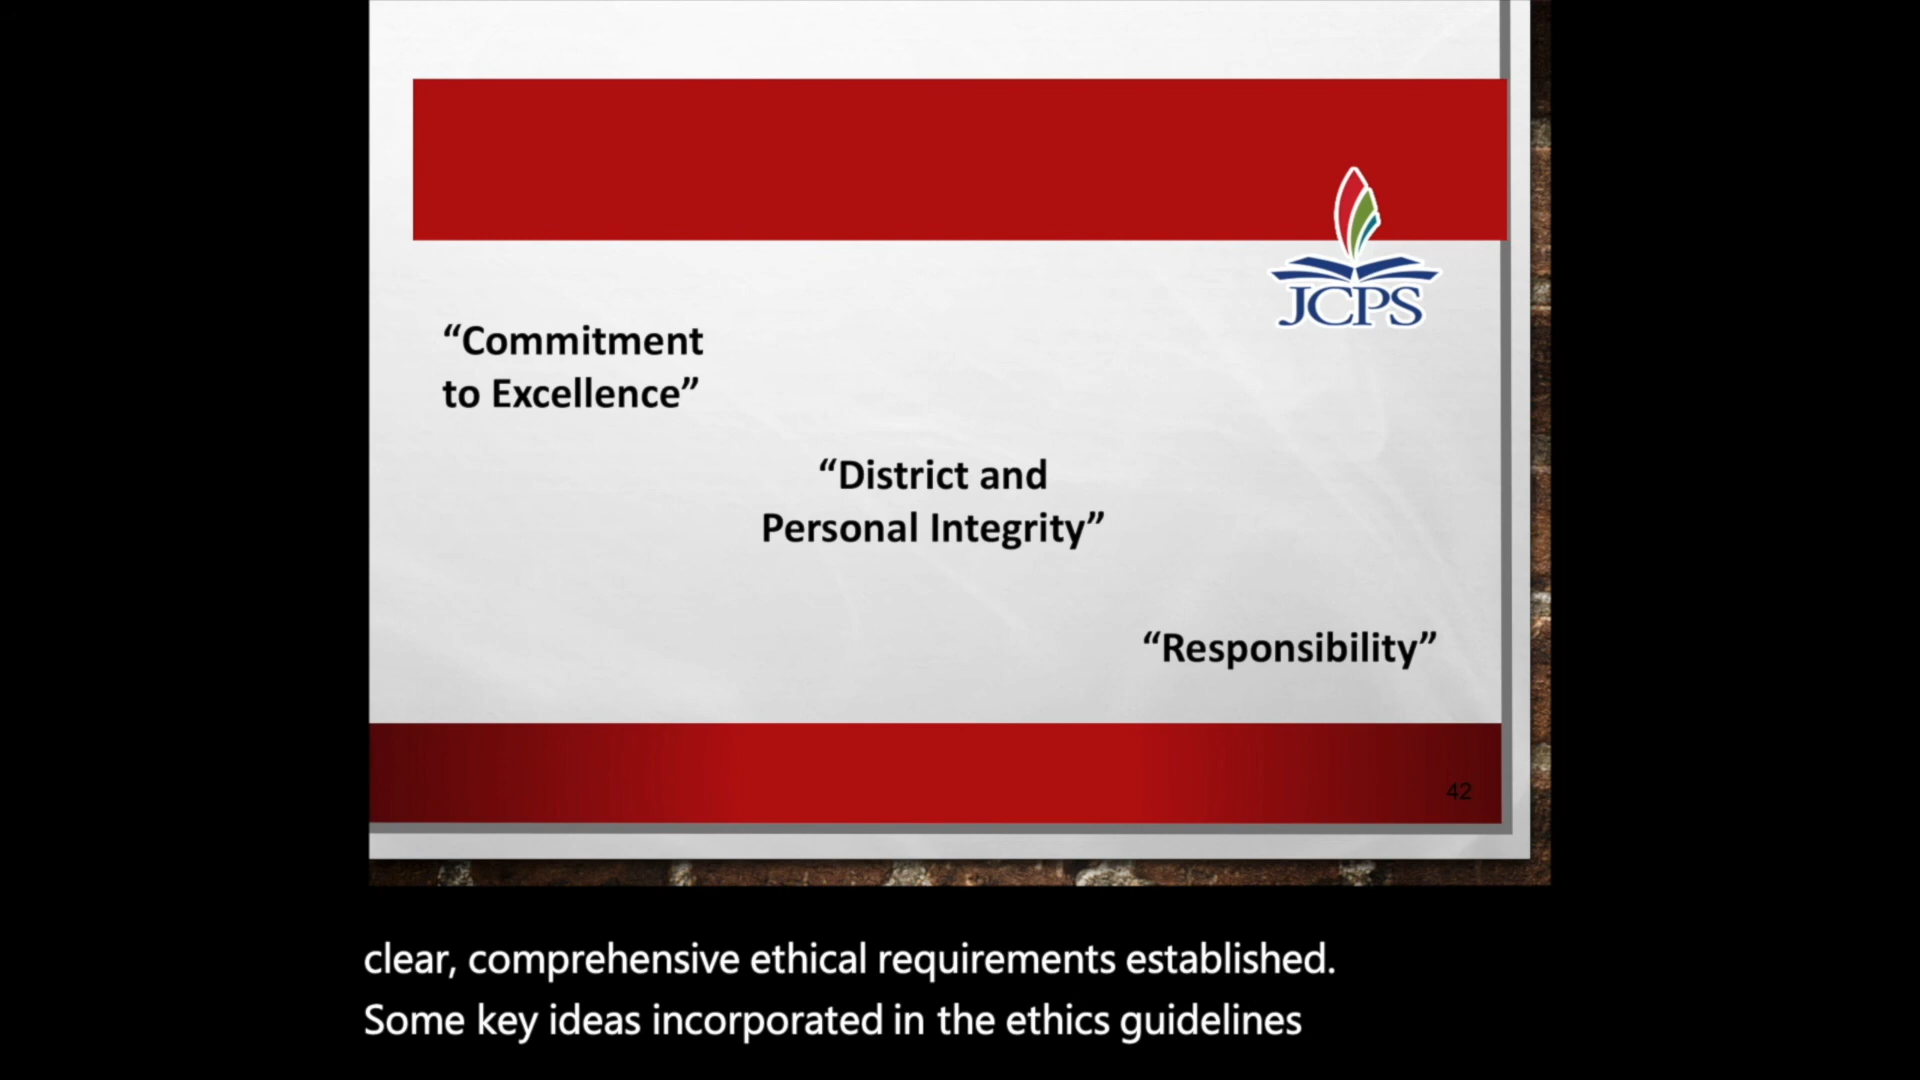 JCPS
“Commitment
to Excellence”
“District and
Personal Integrity”
“Responsibility”
42
clear, comprehensive ethical requirements established.
Some key ideas incorporated in the ethics guidelines